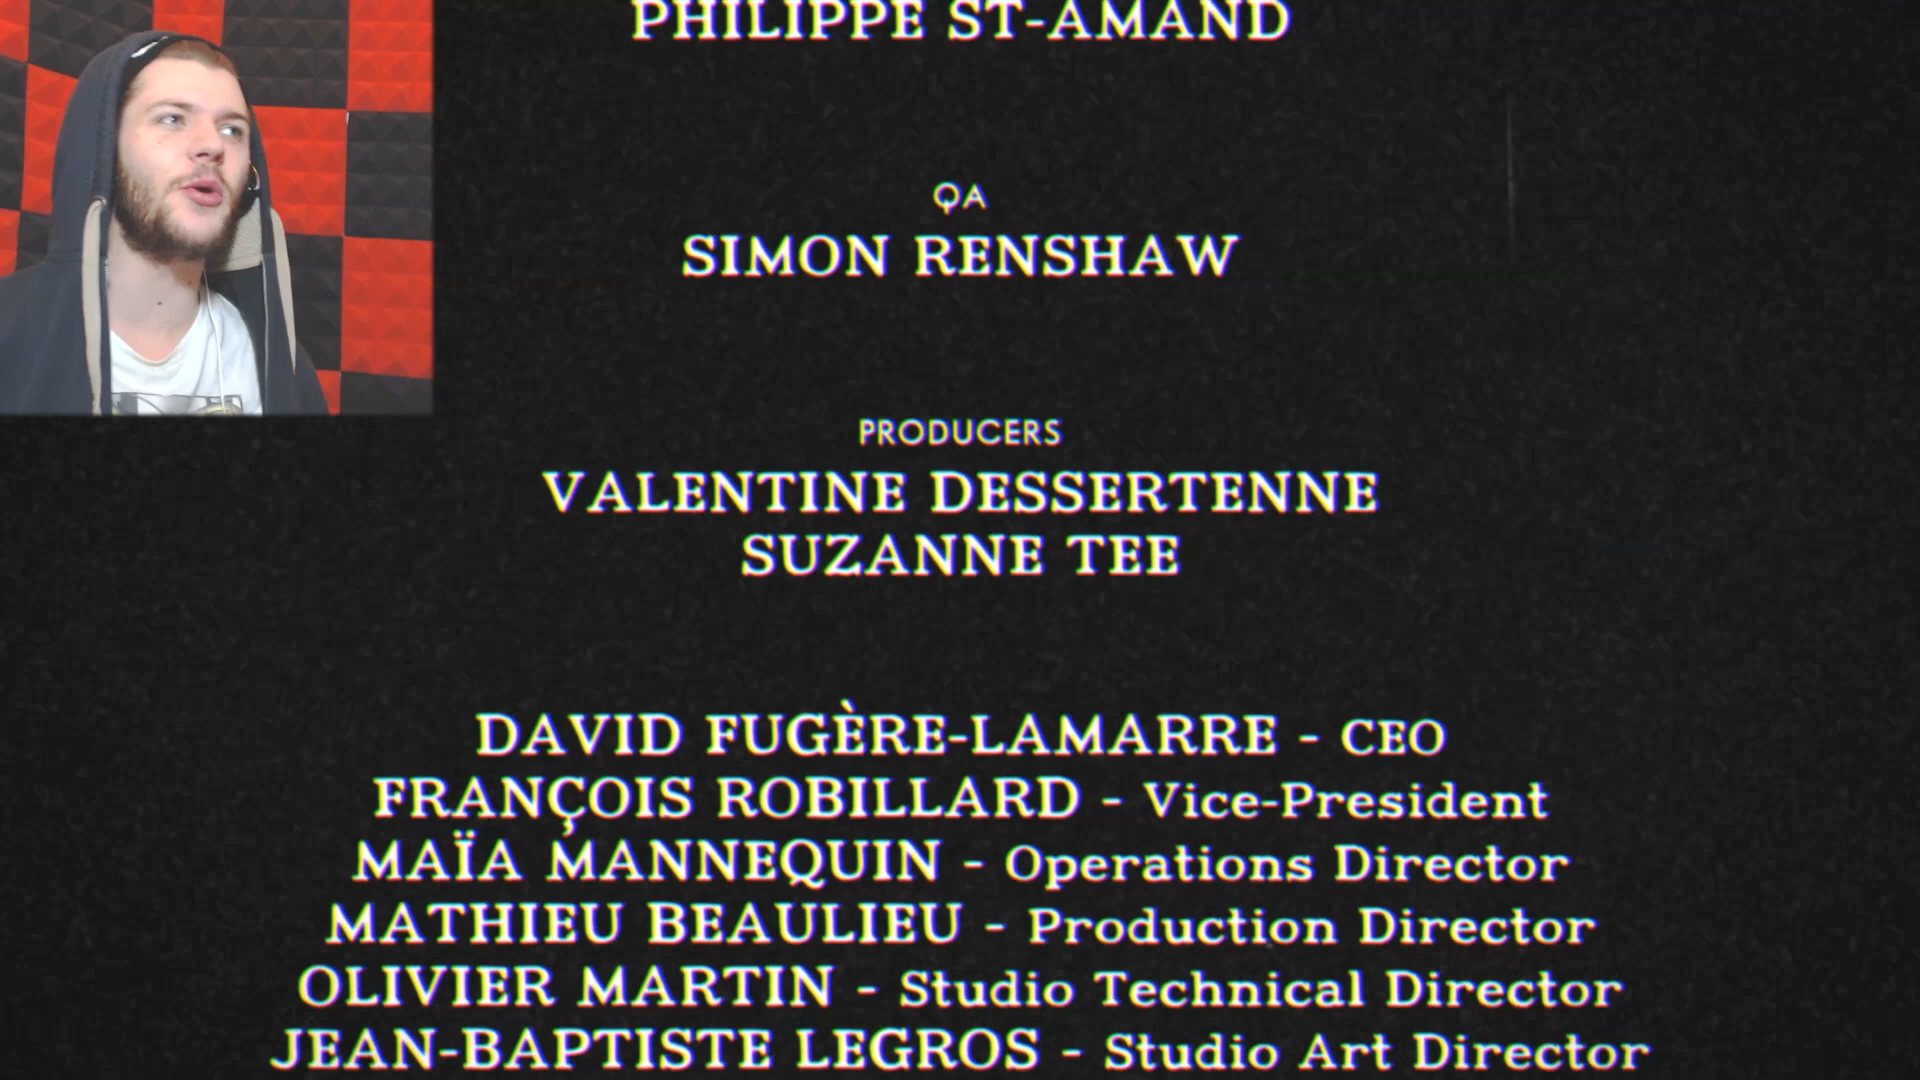 PHILIPPE ST-AMAND
QA
SIMON RENSHAW
PRODUCERS
VALENTINE DESSERTENNE
SUZANNE TEE
DAVID FUGÈRE-LAMARRE - CEO
FRANÇOIS ROBILLARD - Vice-President
MAÏA MANNEQUIN - Operations Director
MATHIEU BEAULIEU - Production Director
OLIVIER MARTIN - Studio Technical Director
JEAN-BAPTISTE LEGROS - Studio Art Director